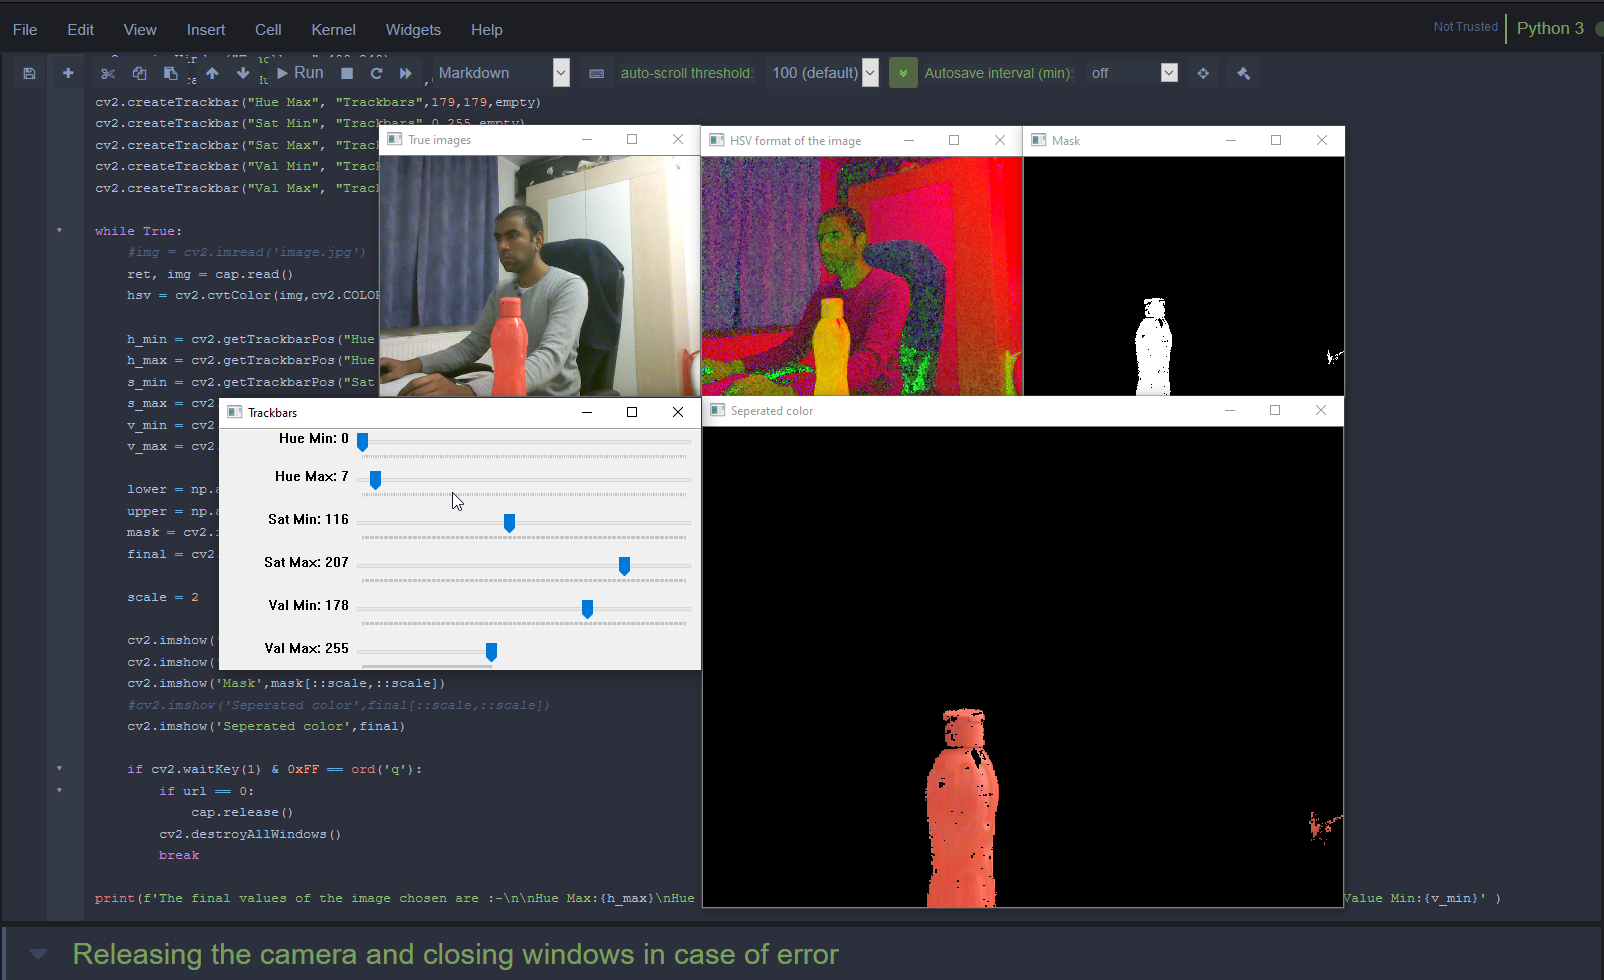 File Edit View Insert Cell Kernel Widgets Help
Not Trusted Python 3
Run Markdown auto-scroll threshold: 100 (default) Autosave interval (min): off
cv2.createTrackbar("Hue Max", "Trackbars",179,179,empty)
cv2.createTrackbar("Sat Min", "Trackbars",0,255,empty)
cv2.createTrackbar("Sat Max", "Track
cv2.createTrackbar("Val Min", "Track
cv2.createTrackbar("Val Max", "Track
while True:
#img = cv2.imread('image.jpg')
ret, img = cap.read()
hsv = cv2.cvtColor(img,cv2.COLOR
h_min = cv2.getTrackbarPos("Hue
h_max = cv2.getTrackbarPos("Hue
s_min = cv2.getTrackbarPos("Sat
s_max = cv2.
v_min = cv2.
v_max = cv2.
lower = np.a
upper = np.a
mask = cv2.i
final = cv2.
scale = 2
cv2.imshow('
cv2.imshow('
cv2.imshow('Mask',mask[::scale,::scale])
#cv2.imshow('Seperated color',final[::scale,::scale])
cv2.imshow('Seperated color',final)
if cv2.waitKey(1) & 0xFF == ord('q'):
if url == 0:
cap.release()
cv2.destroyAllWindows()
break
print(f'The final values of the image chosen are :-\n\nHue Max:{h_max}\nHue
Value Min:{v_min}' )
True images
HSV format of the image
Mask
Trackbars
Hue Min: 0
Hue Max: 7
Sat Min: 116
Sat Max: 207
Val Min: 178
Val Max: 255
Seperated color
Releasing the camera and closing windows in case of error